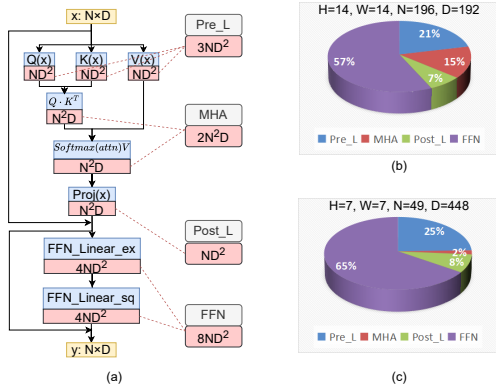 x: N×D
Q(x) K(x) V(x)
ND² ND² ND²
Pre_L
3ND²
Q · Kᵀ
N²D
MHA
2N²D
Softmax(attn)V
N²D
Proj(x)
N²D
Post_L
ND²
FFN_Linear_ex
4ND²
FFN_Linear_sq
4ND²
FFN
8ND²
y: N×D
(a)
H=14, W=14, N=196, D=192
21%
15%
7%
57%
Pre_L MHA Post_L FFN
(b)
H=7, W=7, N=49, D=448
25%
2%
8%
65%
Pre_L MHA Post_L FFN
(c)